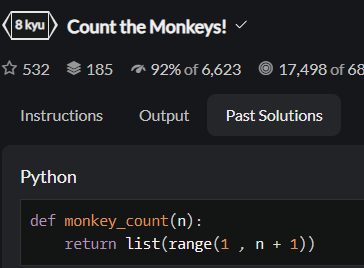 8 kyu Count the Monkeys!
532 185 92% of 6,623 17,498 of 68
Instructions Output Past Solutions
Python
def monkey_count(n):
    return list(range(1 , n + 1))